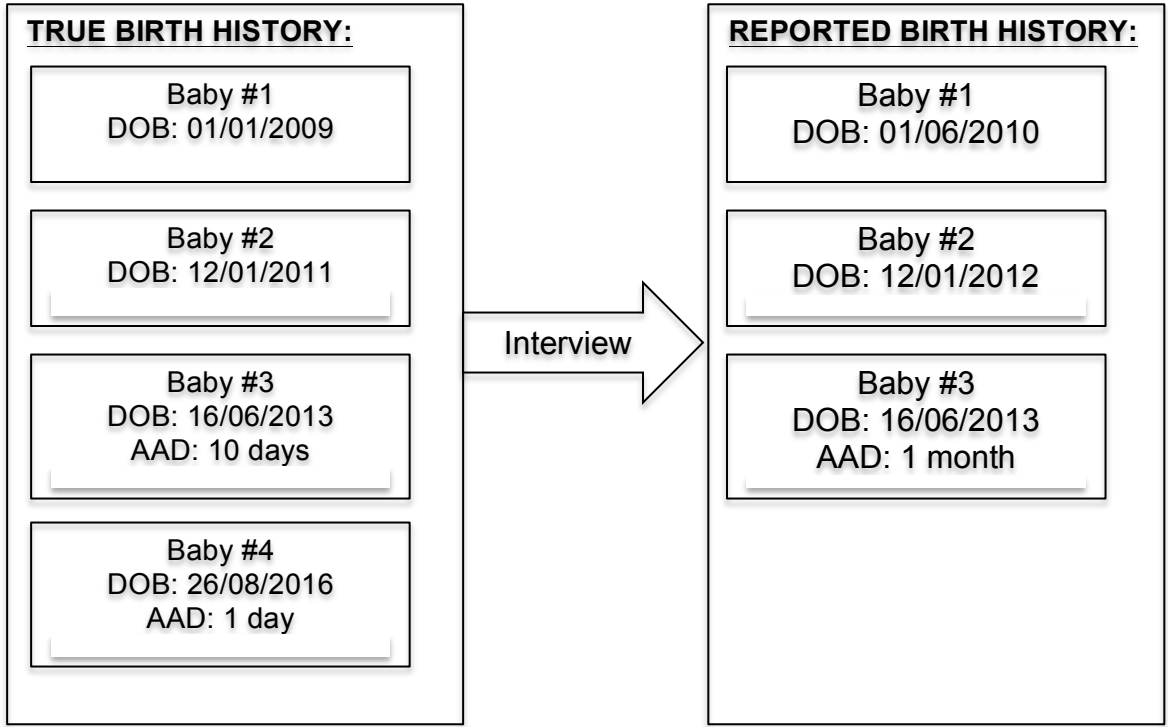 TRUE BIRTH HISTORY:
Baby #1
DOB: 01/01/2009
Baby #2
DOB: 12/01/2011
Baby #3
DOB: 16/06/2013
AAD: 10 days
Baby #4
DOB: 26/08/2016
AAD: 1 day
Interview
REPORTED BIRTH HISTORY:
Baby #1
DOB: 01/06/2010
Baby #2
DOB: 12/01/2012
Baby #3
DOB: 16/06/2013
AAD: 1 month